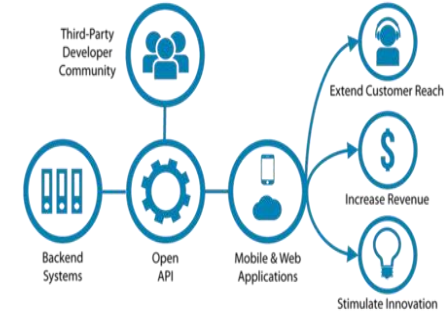 Third-Party
Developer
Community
Extend Customer Reach
$
Increase Revenue
Backend
Systems
Open
API
Mobile & Web
Applications
Stimulate Innovation